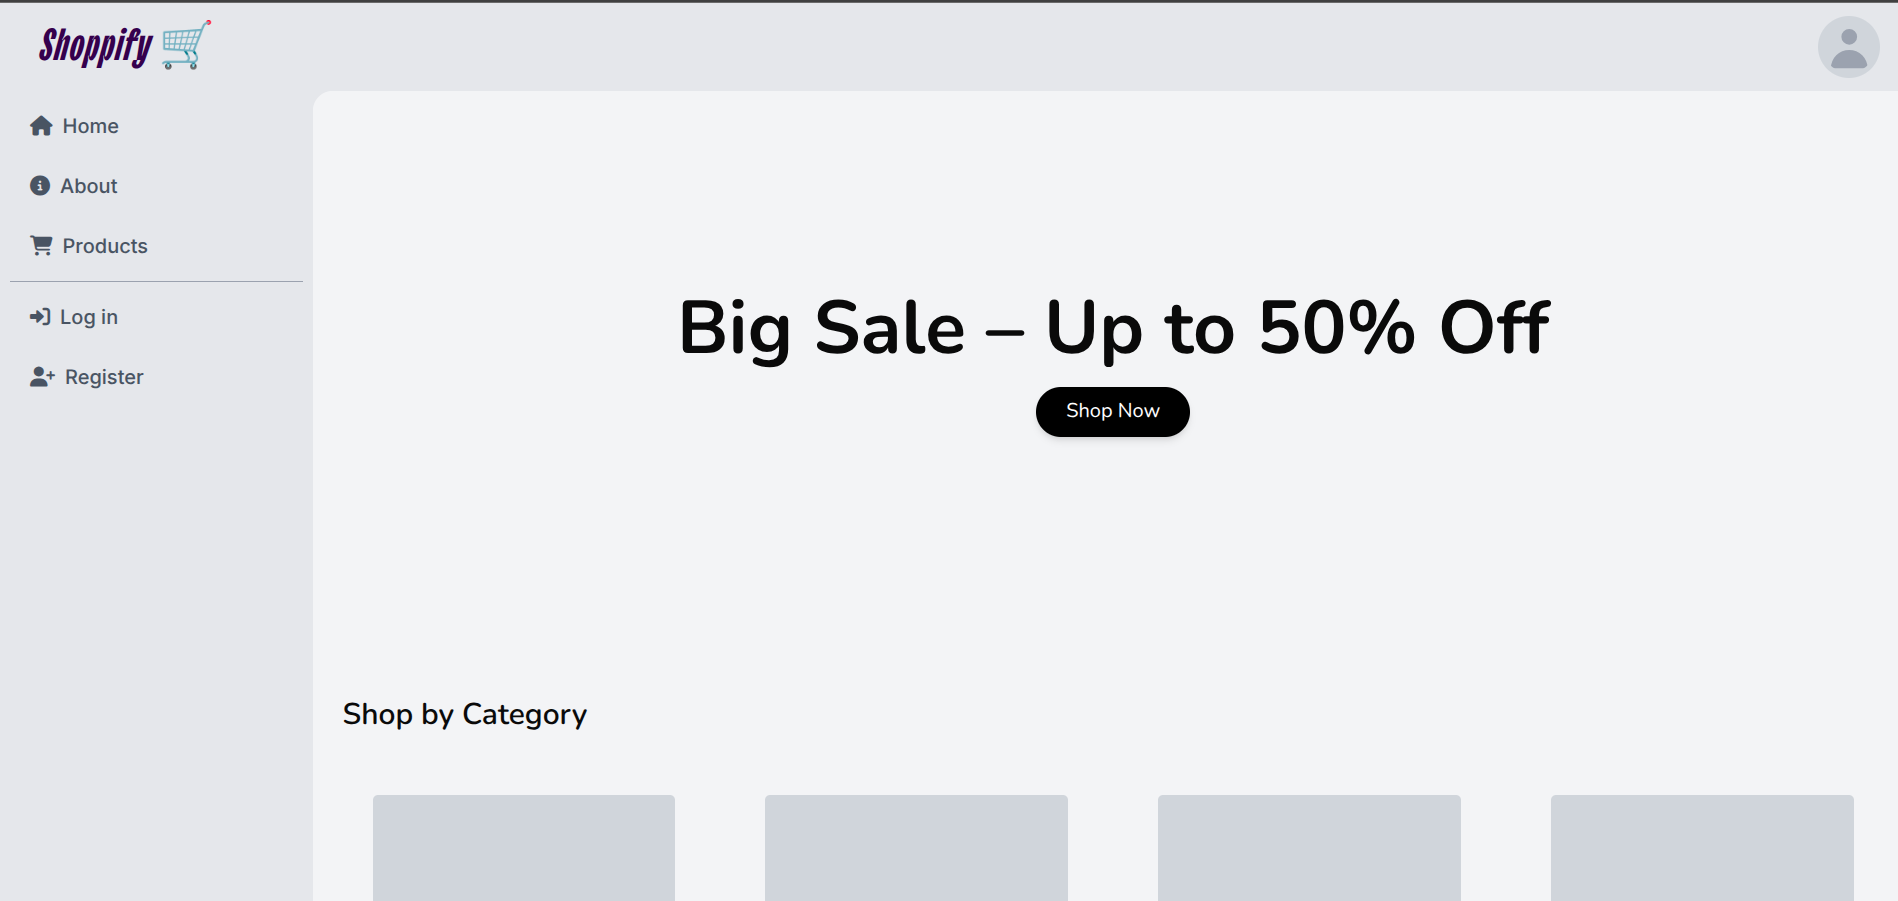 Shoppify
Home
About
Products
Log in
Register
Big Sale – Up to 50% Off
Shop Now
Shop by Category